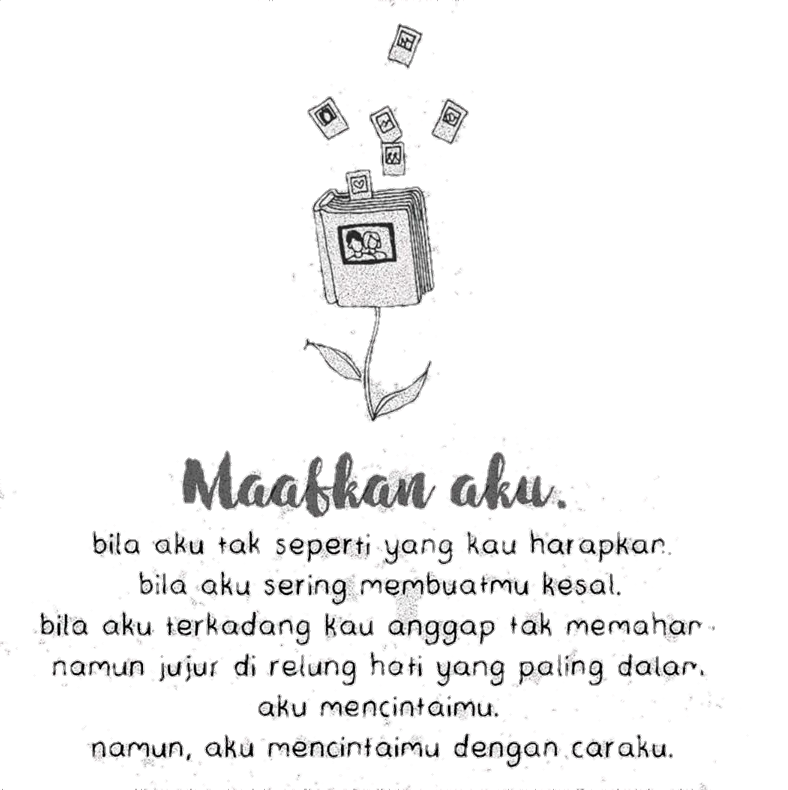 Maafkan aku.
bila aku tak seperti yang kau harapkan.
bila aku sering membuatmu kesal.
bila aku terkadang kau anggap tak memahami.
namun jujur di relung hati yang paling dalam.
aku mencintaimu.
namun, aku mencintaimu dengan caraku.